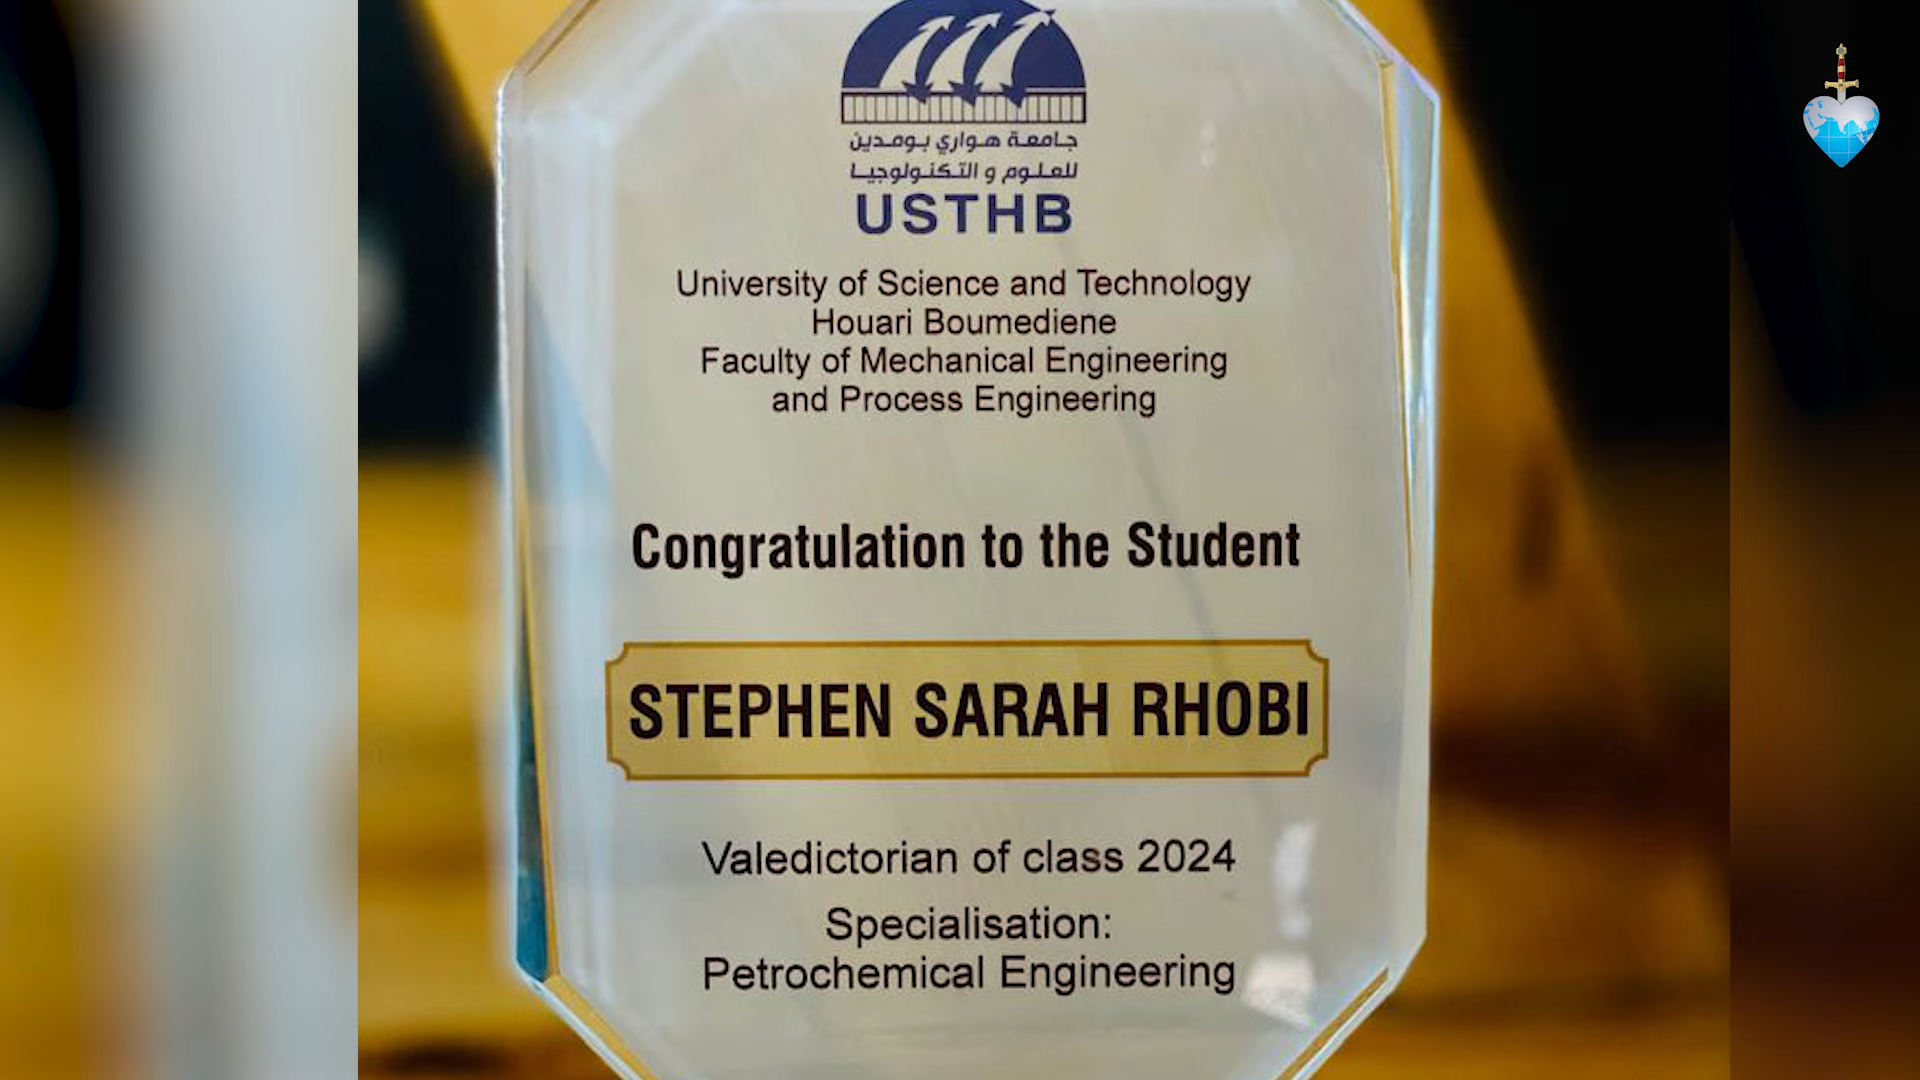 جامعة هواري بومدين
للعلوم و التكنولوجيا
USTHB
University of Science and Technology
Houari Boumediene
Faculty of Mechanical Engineering
and Process Engineering
Congratulation to the Student
STEPHEN SARAH RHOBI
Valedictorian of class 2024
Specialisation:
Petrochemical Engineering